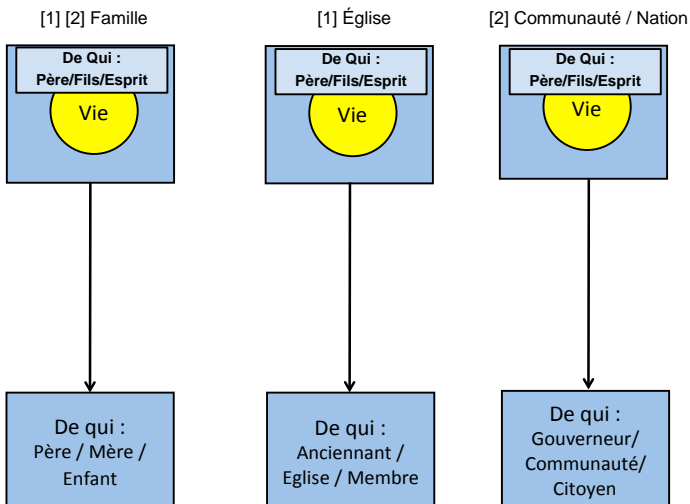 [1] [2] Famille
[1] Église
[2] Communauté / Nation
De Qui :
Père/Fils/Esprit
Vie
De Qui :
Père/Fils/Esprit
Vie
De Qui :
Père/Fils/Esprit
Vie
De qui :
Père / Mère /
Enfant
De qui :
Anciennant /
Eglise / Membre
De qui :
Gouverneur/
Communauté/
Citoyen